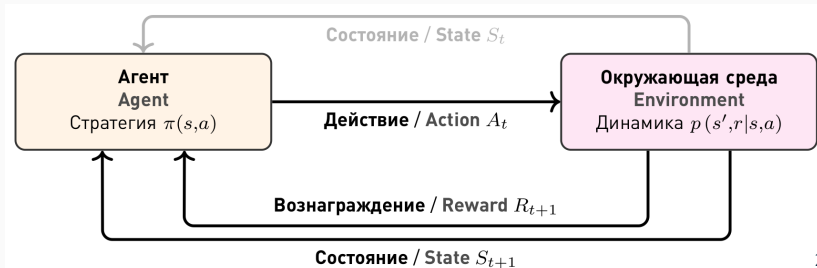 Состояние / State S_t
Агент
Agent
Стратегия π(s,a)
Действие / Action A_t
Окружающая среда
Environment
Динамика p(s′,r|s,a)
Вознаграждение / Reward R_{t+1}
Состояние / State S_{t+1}